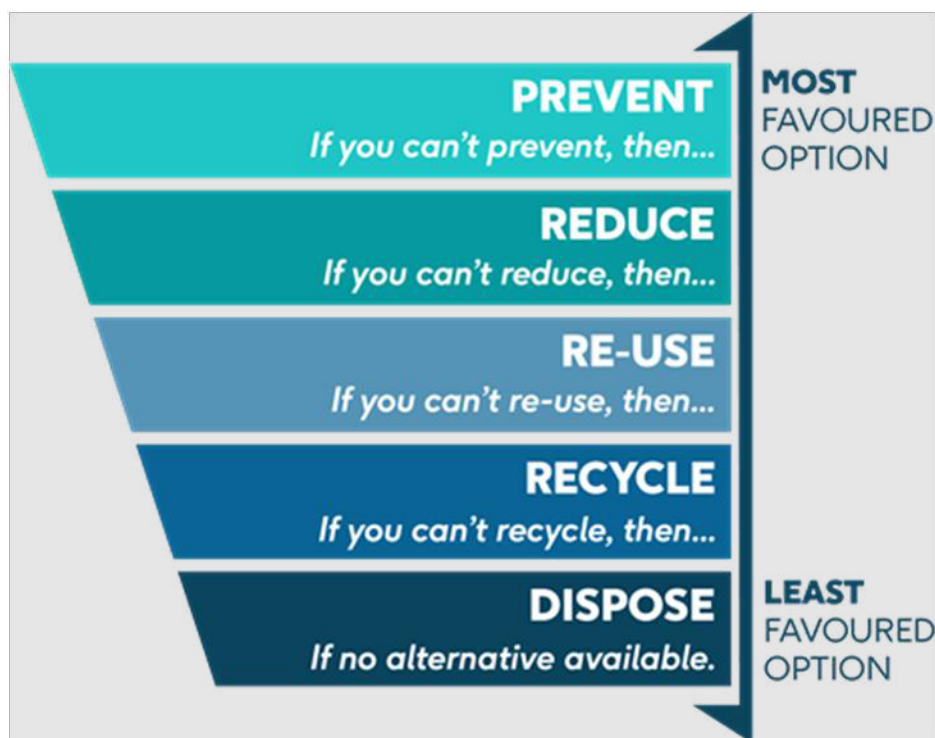 PREVENT
If you can't prevent, then...
MOST
FAVOURED
OPTION
REDUCE
If you can't reduce, then...
RE-USE
If you can't re-use, then...
RECYCLE
If you can't recycle, then...
DISPOSE
If no alternative available.
LEAST
FAVOURED
OPTION